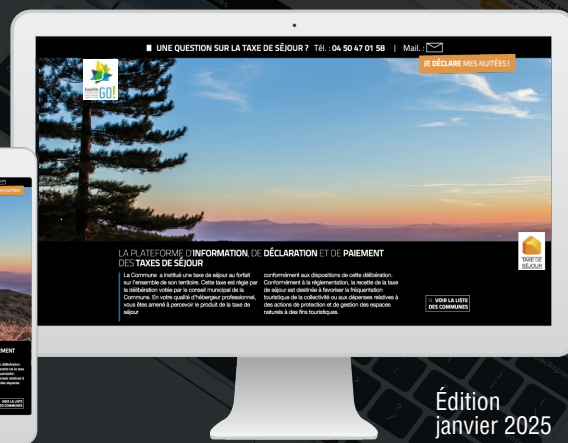 UNE QUESTION SUR LA TAXE DE SÉJOUR ? Tél. : 04 50 47 01 58 | Mail. :
JE DÉCLARE MES NUITÉES !
GO!
LA PLATEFORME D'INFORMATION, DE DÉCLARATION ET DE PAIEMENT
DES TAXES DE SÉJOUR
La Commune a institué une taxe de séjour au forfait
sur l'ensemble de son territoire. Cette taxe est régie par
la délibération votée par le conseil municipal de la
Commune. En votre qualité d'hébergeur professionnel,
vous êtes amené à percevoir le produit de la taxe de
séjour
conformément aux dispositions de cette délibération.
Conformément à la réglementation, la recette de la taxe
de séjour est destinée à favoriser la fréquentation
touristique de la collectivité ou aux dépenses relatives à
des actions de protection et de gestion des espaces
naturels à des fins touristiques.
TAXE DE
SÉJOUR
VOIR LA LISTE
DES COMMUNES
VOIR LA LISTE
DES COMMUNES
Édition
janvier 2025